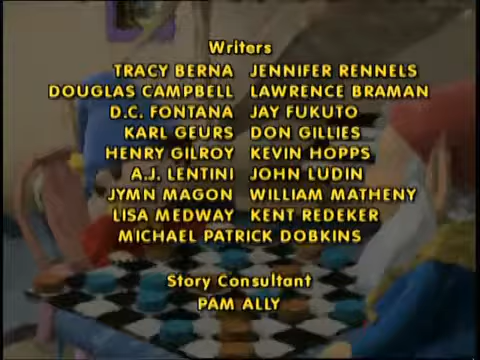 Writers
TRACY BERNA JENNIFER RENNELS
DOUGLAS CAMPBELL LAWRENCE BRAMAN
D.C. FONTANA JAY FUKUTO
KARL GEURS DON GILLIES
HENRY GILROY KEVIN HOPPS
A.J. LENTINI JOHN LUDIN
JYMN MAGON WILLIAM MATHENY
LISA MEDWAY KENT REDEKER
MICHAEL PATRICK DOBKINS
Story Consultant
PAM ALLY